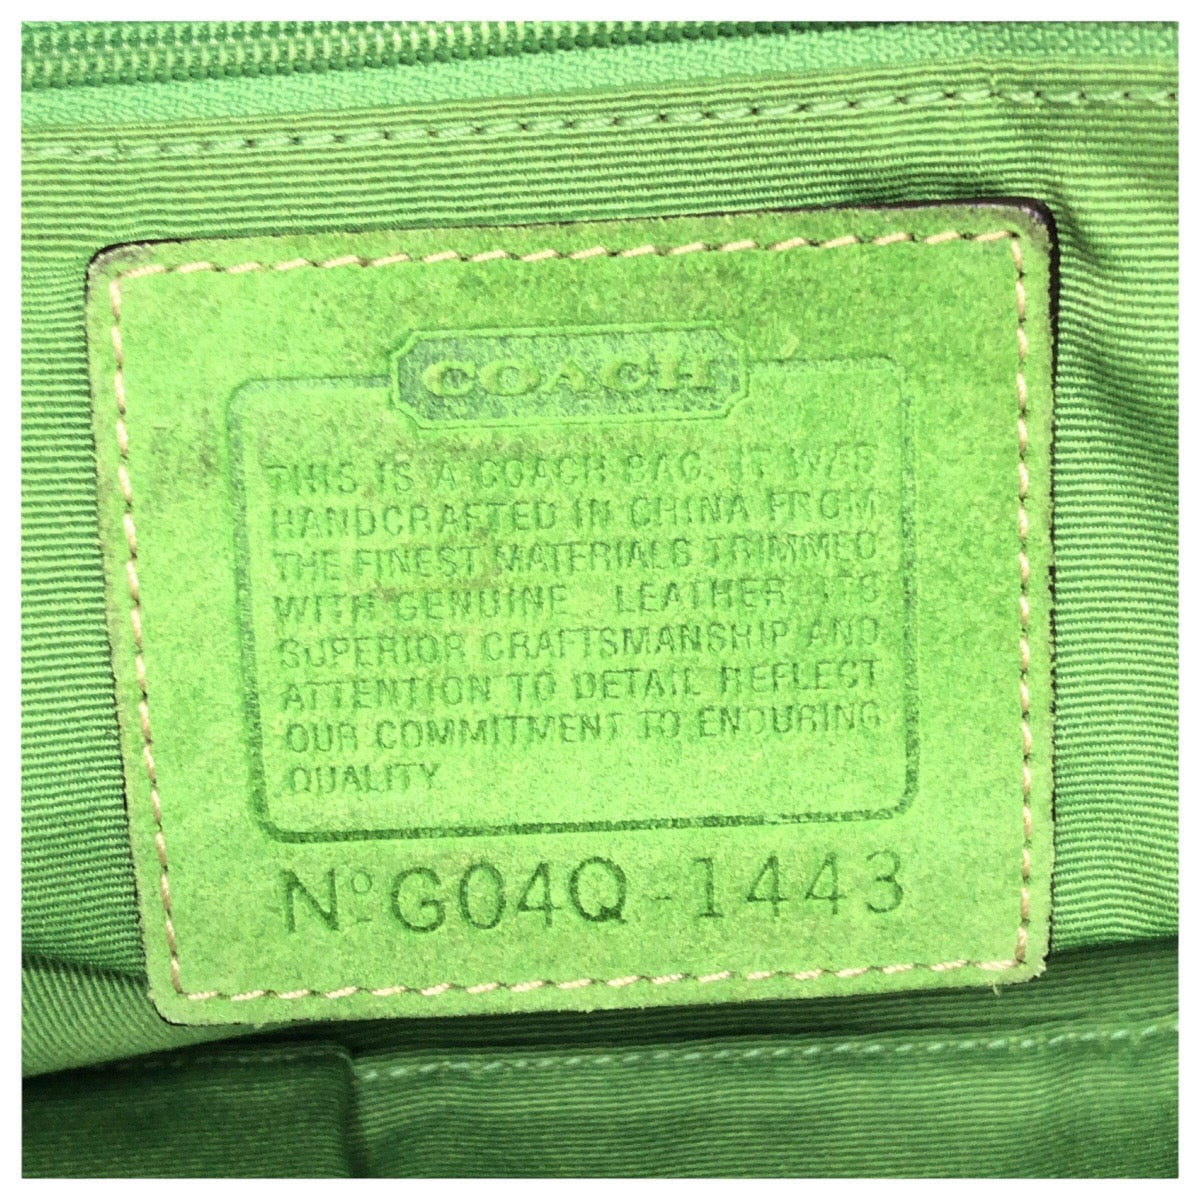 COACH
THIS IS A COACH BAG. IT WAS
HANDCRAFTED IN CHINA FROM
THE FINEST MATERIALS TRIMMED
WITH GENUINE LEATHER. ITS
SUPERIOR CRAFTSMANSHIP AND
ATTENTION TO DETAIL REFLECT
OUR COMMITMENT TO ENDURING
QUALITY
Nº G04Q-1443